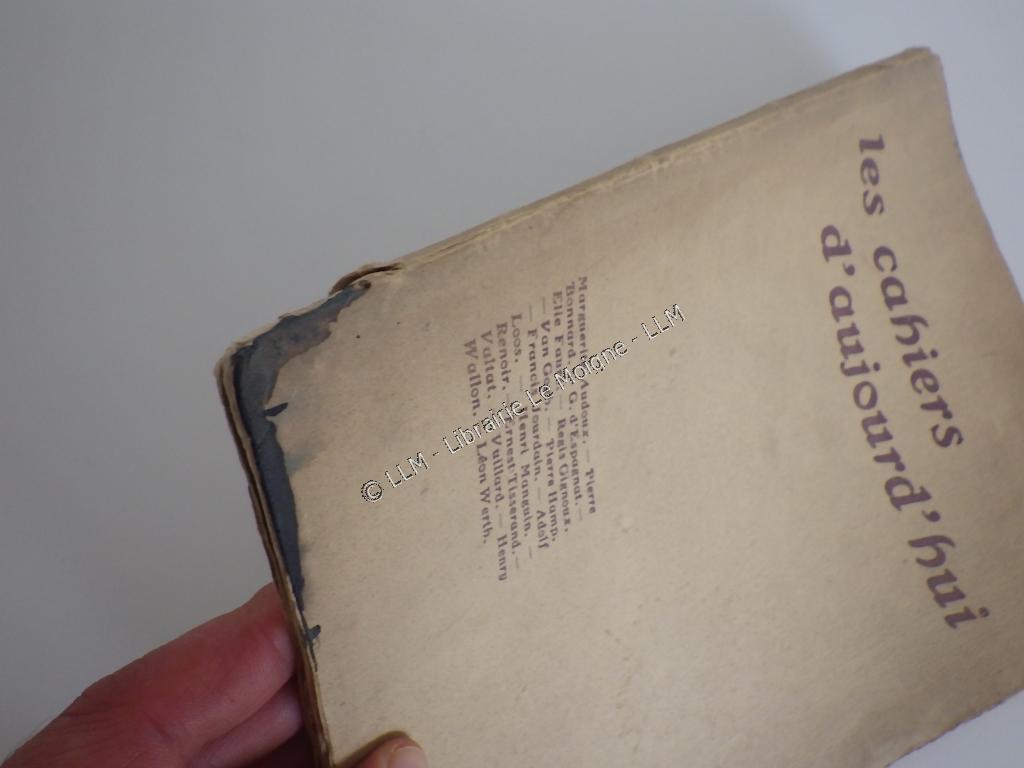 les cahiers
d'aujourd'hui
Marguerite Audoux. — Pierre
Bonnard. G. d'Espagnat. —
Elie Faure. — Regis Gignoux.
— Van Gogh. — Pierre Hamp.
— Francis Jourdain. — Adolf
Loos. — Henri Manguin. —
Renoir. Ernest Tisserand. —
Valtat. Vuillard. — Henry
Wallon. Léon Werth.
© LLM - Librairie Le Moigne - LLM